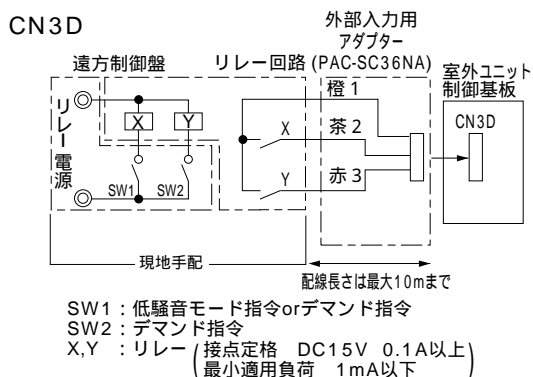 CN3D
外部入力用
アダプター
(PAC-SC36NA)
遠方制御盤
リレー回路
室外ユニット
制御基板
橙 1
X
Y
X
茶 2
CN3D
リレー電源
Y
赤 3
SW1
SW2
現地手配
配線長さは最大10mまで
SW1：低騒音モード指令orデマンド指令
SW2：デマンド指令
X,Y ：リレー（接点定格 DC15V 0.1A以上
最小適用負荷 1mA以下）